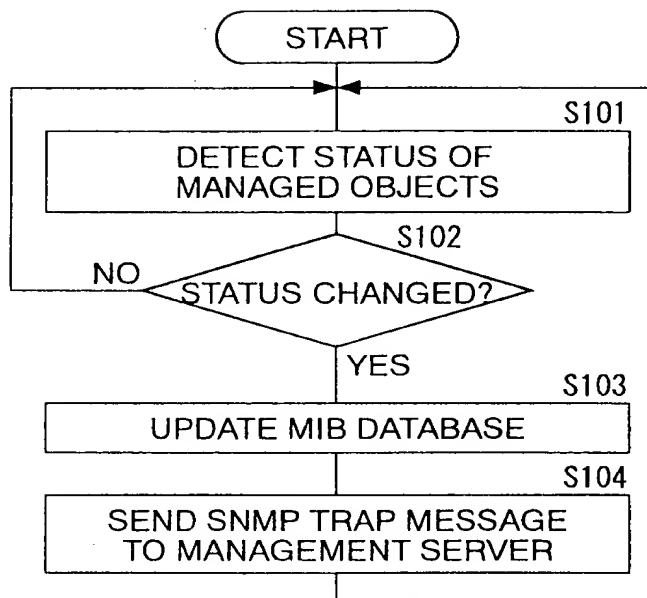 START
S101
DETECT STATUS OF
MANAGED OBJECTS
S102
NO
STATUS CHANGED?
YES
S103
UPDATE MIB DATABASE
S104
SEND SNMP TRAP MESSAGE
TO MANAGEMENT SERVER